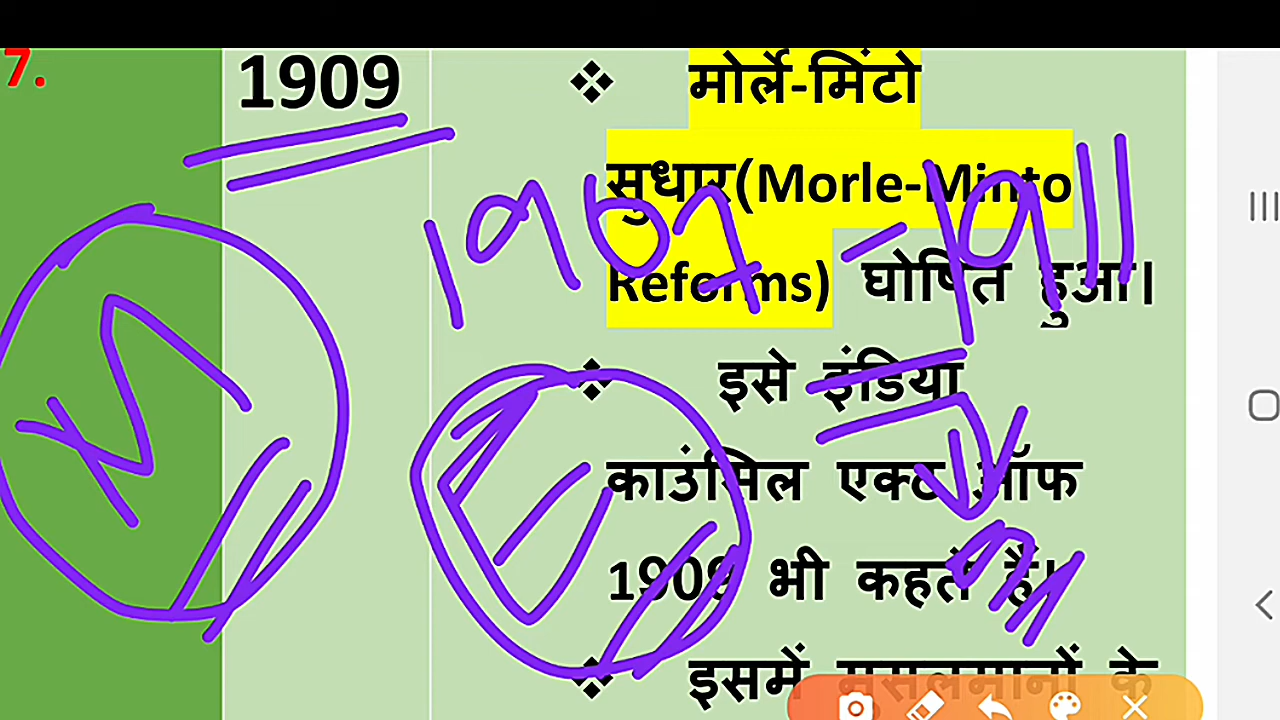 7. 1909 ❖ मोर्ले-मिंटो
सुधार(Morle-Minto
Reforms) घोषित हुआ।
1907 = 1911
❖ इसे इंडिया
काउंसिल एक्ट ऑफ
1909 भी कहते हैं।
❖ इसमें मुसलमानों के